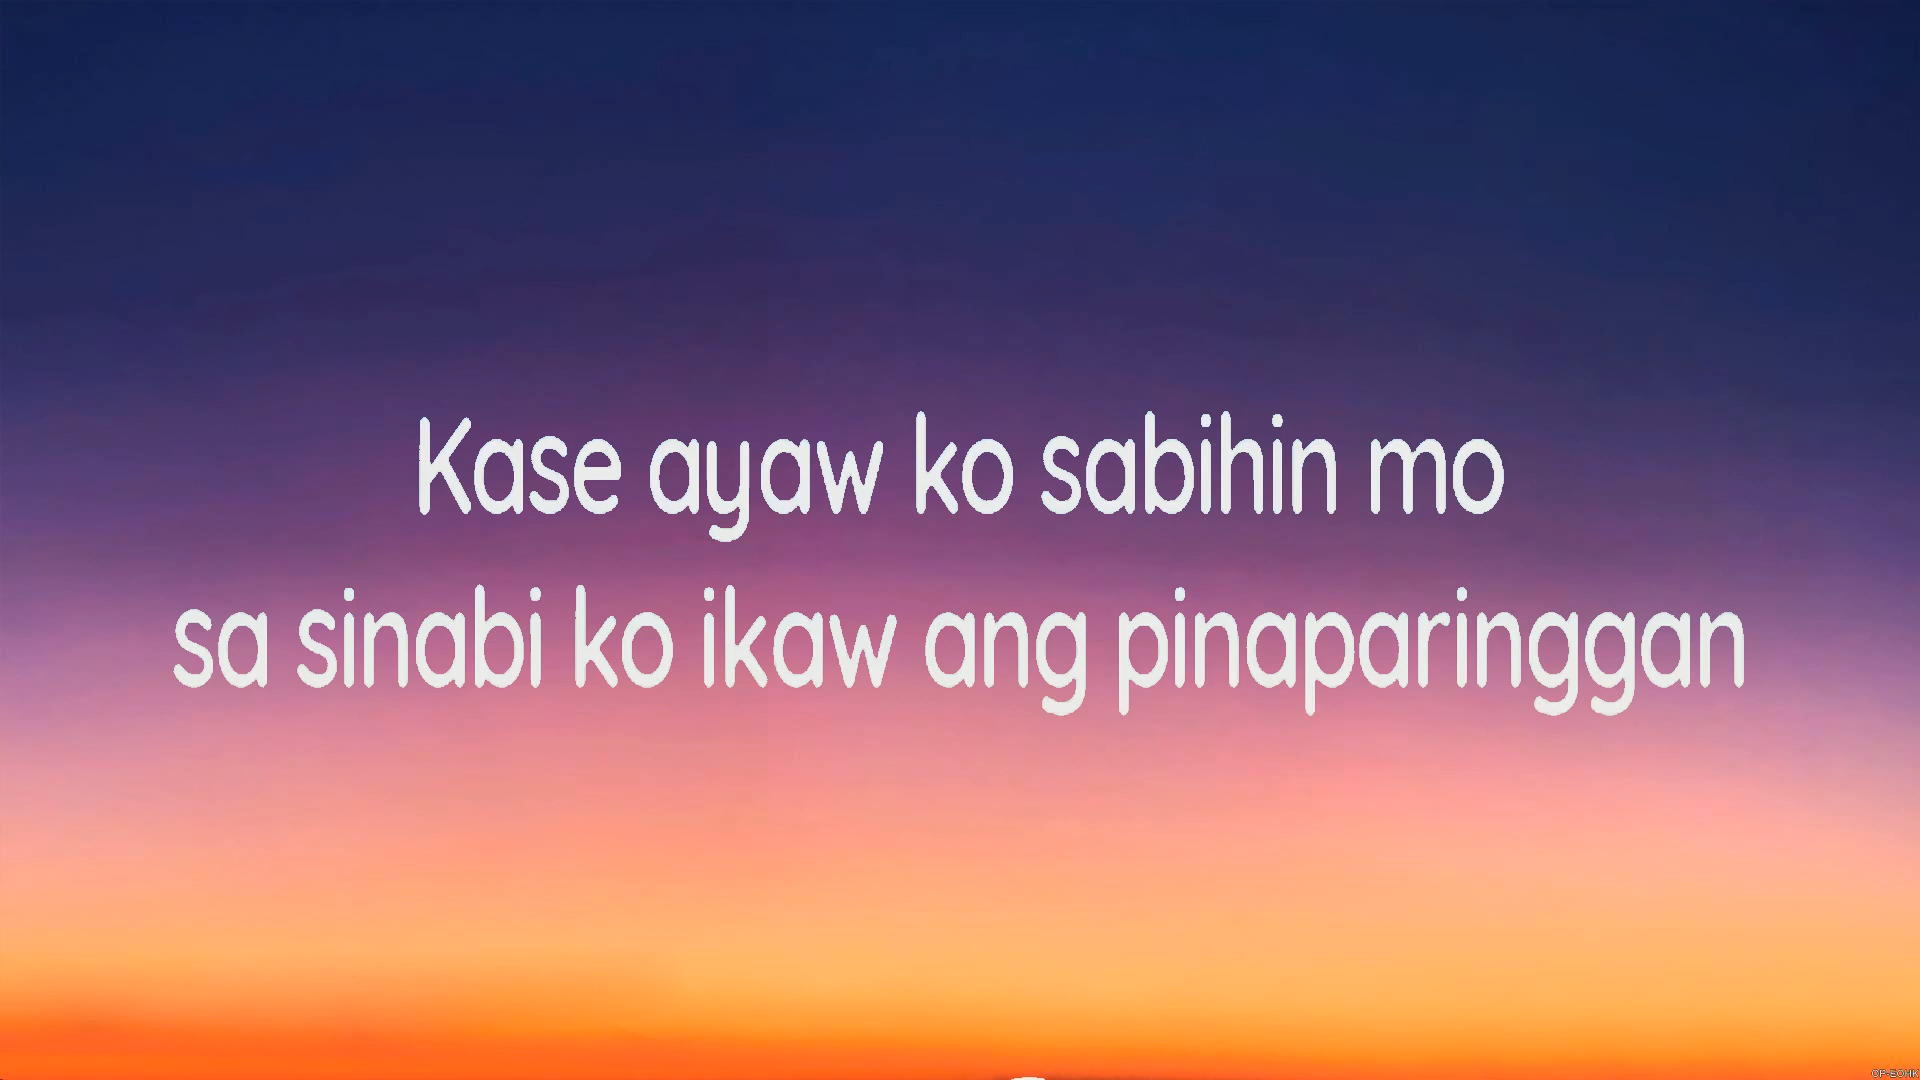 Kase ayaw ko sabihin mo
sa sinabi ko ikaw ang pinaparinggan